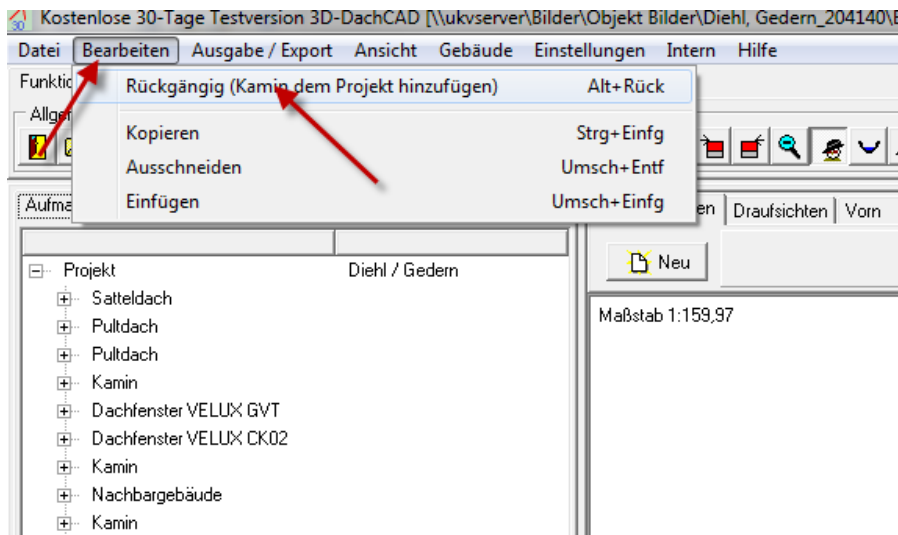 Kostenlose 30-Tage Testversion 3D-DachCAD [\\ukvserver\Bilder\Objekt Bilder\Diehl, Gedern_204140\
Datei Bearbeiten Ausgabe / Export Ansicht Gebäude Einstellungen Intern Hilfe
Rückgängig (Kamin dem Projekt hinzufügen) Alt+Rück
Kopieren Strg+Einfg
Ausschneiden Umsch+Entf
Einfügen Umsch+Einfg
Draufsichten Vorn
Neu
Projekt Diehl / Gedern
Satteldach
Maßstab 1:159,97
Pultdach
Pultdach
Kamin
Dachfenster VELUX GVT
Dachfenster VELUX CK02
Kamin
Nachbargebäude
Kamin